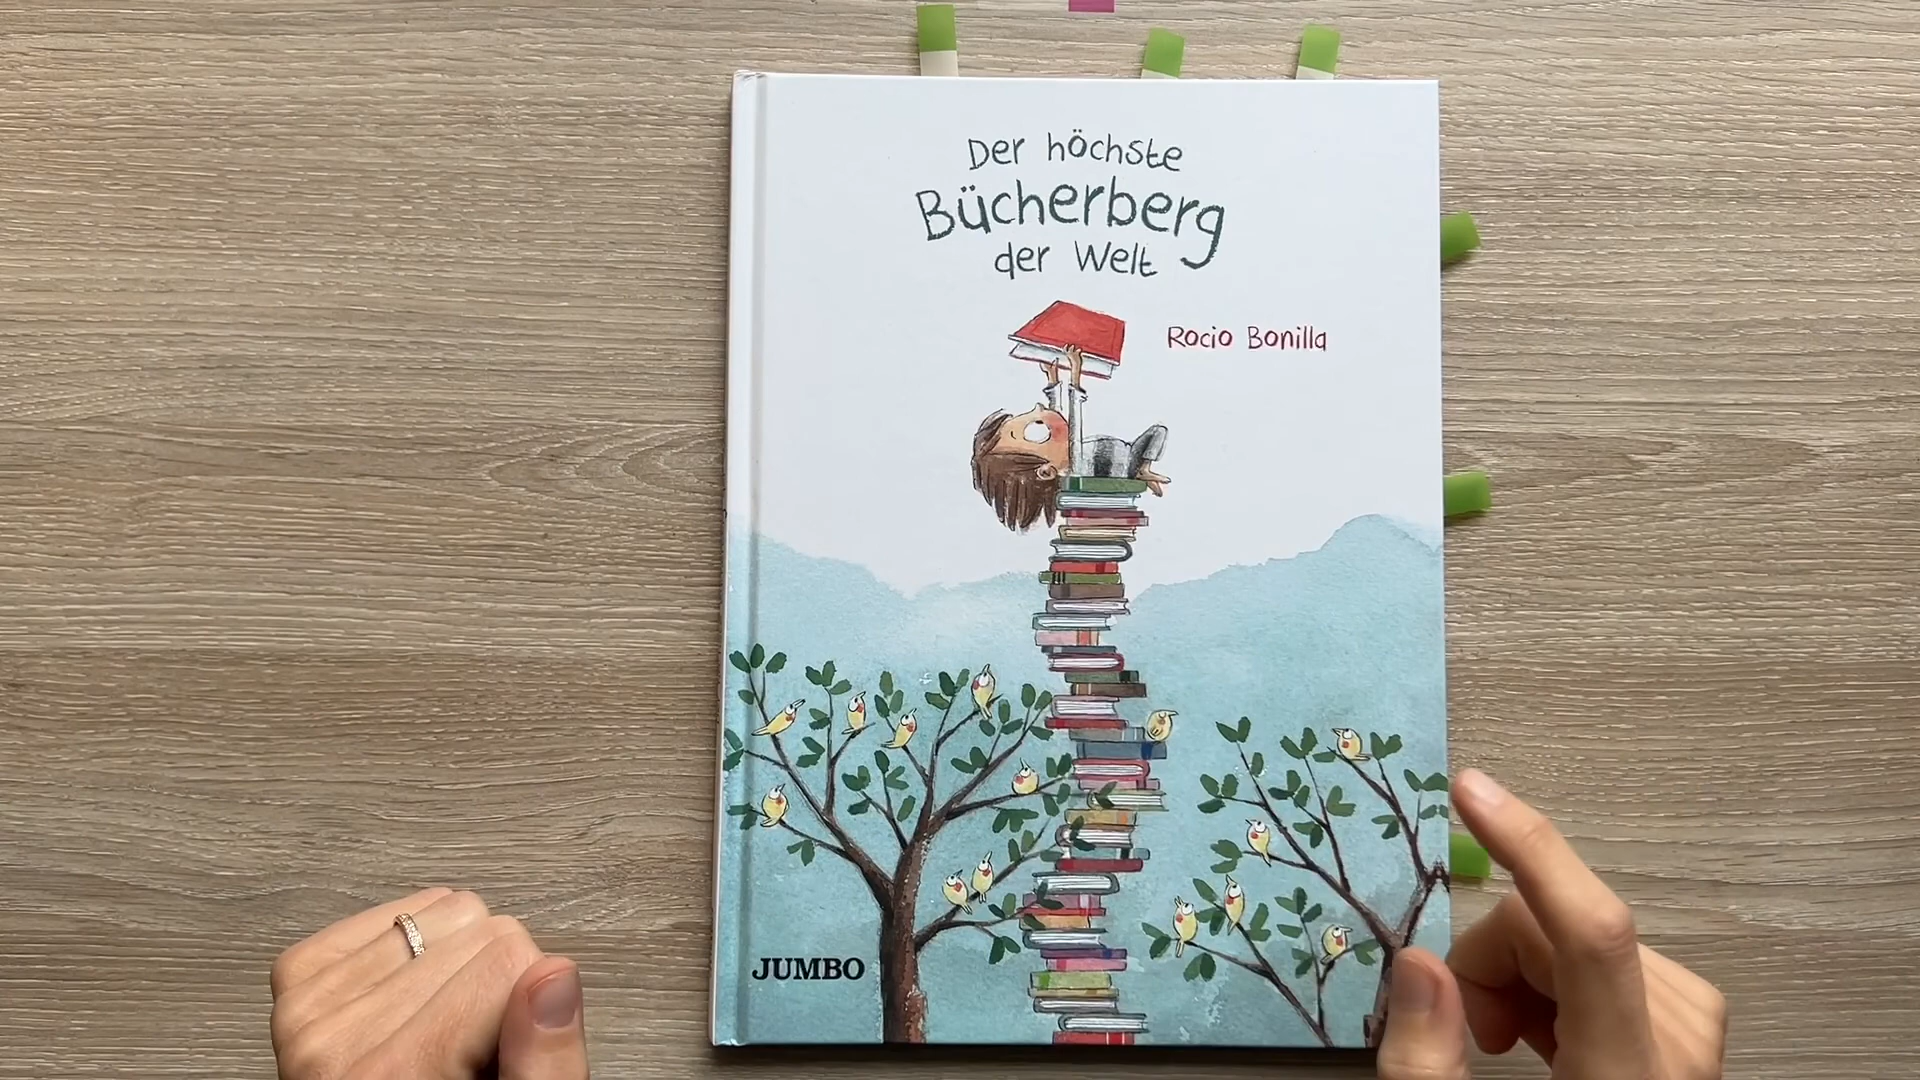 Der höchste
Bücherberg
der Welt
Rocio Bonilla
JUMBO